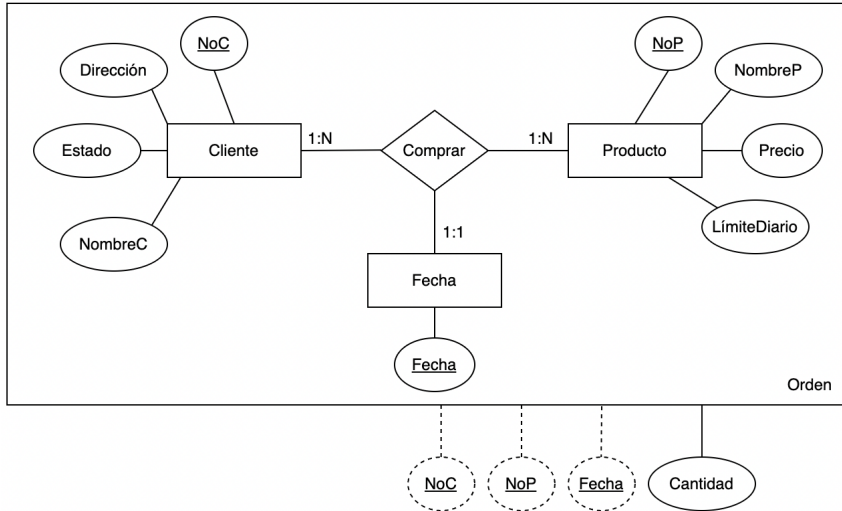 NoC
NoP
Dirección
NombreP
Estado
Cliente
1:N
Comprar
1:N
Producto
Precio
NombreC
1:1
LímiteDiario
Fecha
Fecha
Orden
NoC
NoP
Fecha
Cantidad